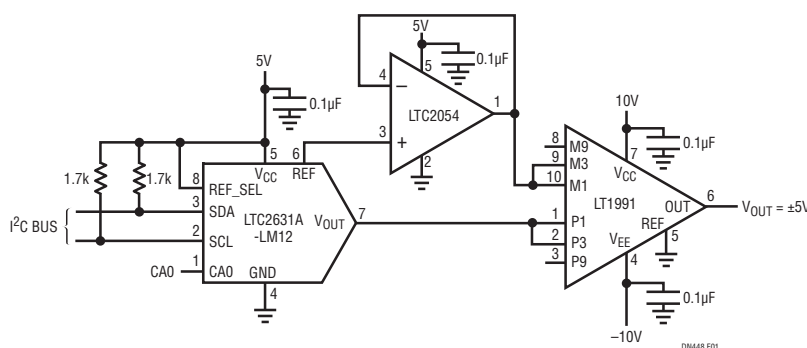 5V
5V
0.1µF
4
−
5
LTC2054
1
0.1µF
10V
3
+
2
0.1µF
8
M9
7
9
M3
VCC
10
M1
1.7k
1.7k
5
6
VCC
REF
8
REF_SEL
LT1991
6
OUT
VOUT = ±5V
I2C BUS
3
SDA
LTC2631A
-LM12
VOUT
7
1
P1
REF
2
SCL
2
P3
VEE
5
3
P9
4
CA0
1
CA0
GND
4
0.1µF
−10V
DN448 F01